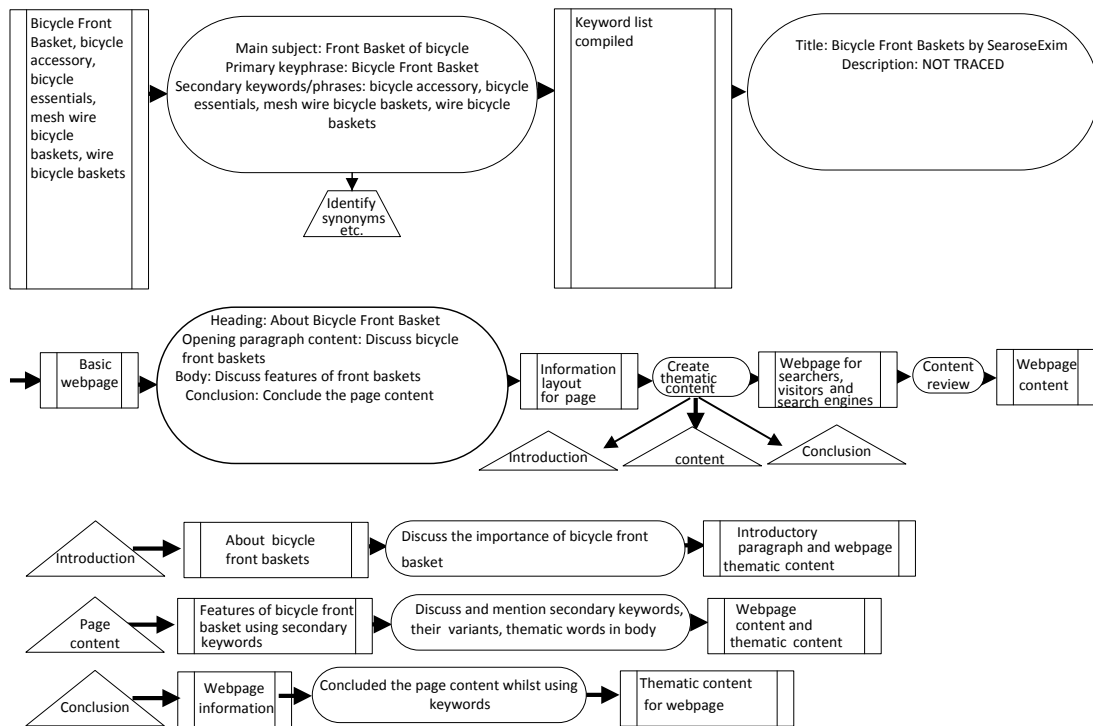 Bicycle Front
Basket, bicycle
accessory,
bicycle
essentials,
mesh wire
bicycle
baskets, wire
bicycle baskets
Main subject: Front Basket of bicycle
Primary keyphrase: Bicycle Front Basket
Secondary keywords/phrases: bicycle accessory, bicycle
essentials, mesh wire bicycle baskets, wire bicycle
baskets
Identify
synonyms
etc.
Keyword list
compiled
Title: Bicycle Front Baskets by SearoseExim
Description: NOT TRACED
Basic
webpage
Heading: About Bicycle Front Basket
Opening paragraph content: Discuss bicycle
front baskets
Body: Discuss features of front baskets
Conclusion: Conclude the page content
Information
layout
for page
Create
thematic
content
Webpage for
searchers,
visitors and
search engines
Content
review
Webpage
content
Introduction
content
Conclusion
Introduction
About bicycle
front baskets
Discuss the importance of bicycle front
basket
Introductory
paragraph and webpage
thematic content
Page
content
Features of bicycle front
basket using secondary
keywords
Discuss and mention secondary keywords,
their variants, thematic words in body
Webpage
content and
thematic content
Conclusion
Webpage
information
Concluded the page content whilst using
keywords
Thematic content
for webpage